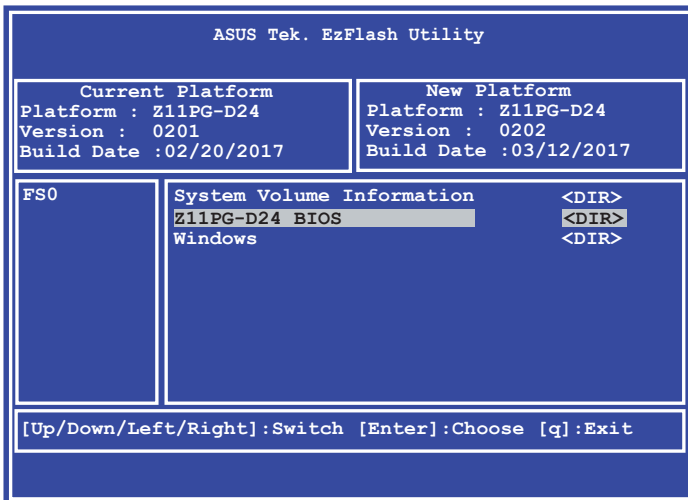 ASUS Tek. EzFlash Utility
Current Platform
Platform : Z11PG-D24
Version : 0201
Build Date :02/20/2017
New Platform
Platform : Z11PG-D24
Version : 0202
Build Date :03/12/2017
FS0
System Volume Information <DIR>
Z11PG-D24 BIOS <DIR>
Windows <DIR>
[Up/Down/Left/Right]:Switch [Enter]:Choose [q]:Exit